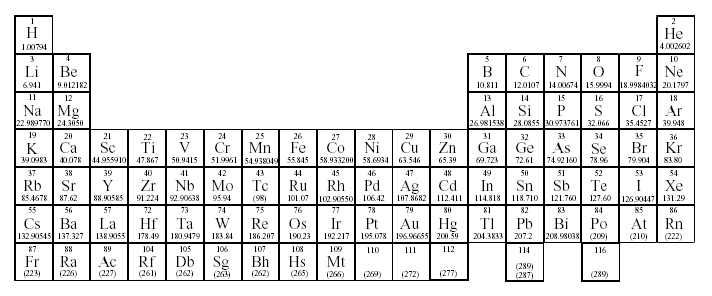 1 2
H He
1.00794 4.002602
3 4 5 6 7 8 9 10
Li Be B C N O F Ne
6.941 9.012182 10.811 12.0107 14.00674 15.9994 18.9984032 20.1797
11 12 13 14 15 16 17 18
Na Mg Al Si P S Cl Ar
22.989770 24.3050 26.981538 28.0855 30.973761 32.066 35.4527 39.948
19 20 21 22 23 24 25 26 27 28 29 30 31 32 33 34 35 36
K Ca Sc Ti V Cr Mn Fe Co Ni Cu Zn Ga Ge As Se Br Kr
39.0983 40.078 44.955910 47.867 50.9415 51.9961 54.938049 55.845 58.933200 58.6934 63.546 65.39 69.723 72.61 74.92160 78.96 79.904 83.80
37 38 39 40 41 42 43 44 45 46 47 48 49 50 51 52 53 54
Rb Sr Y Zr Nb Mo Tc Ru Rh Pd Ag Cd In Sn Sb Te I Xe
85.4678 87.62 88.90585 91.224 92.90638 95.94 (98) 101.07 102.90550 106.42 107.8682 112.411 114.818 118.710 121.760 127.60 126.90447 131.29
55 56 57 72 73 74 75 76 77 78 79 80 81 82 83 84 85 86
Cs Ba La Hf Ta W Re Os Ir Pt Au Hg Tl Pb Bi Po At Rn
132.90545 137.327 138.9055 178.49 180.9479 183.84 186.207 190.23 192.217 195.078 196.96655 200.59 204.3833 207.2 208.98038 (209) (210) (222)
87 88 89 104 105 106 107 108 109 110 111 112 114 116
Fr Ra Ac Rf Db Sg Bh Hs Mt
(289)
(223) (226) (227) (261) (262) (263) (262) (265) (266) (269) (272) (277) (287) (289)